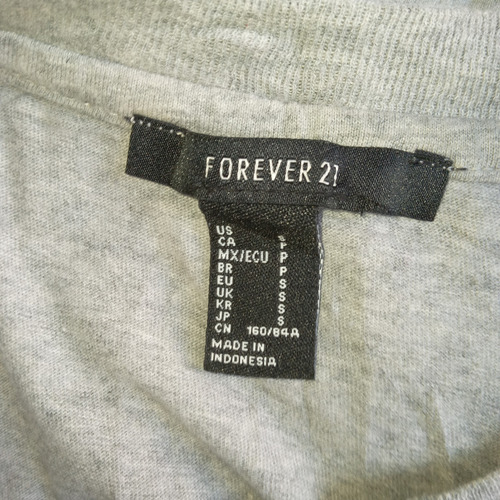 FOREVER 21
US S
CA P
MX/ECU P
BR P
EU S
UK S
KR S
JP S
CN 160/84A
MADE IN
INDONESIA